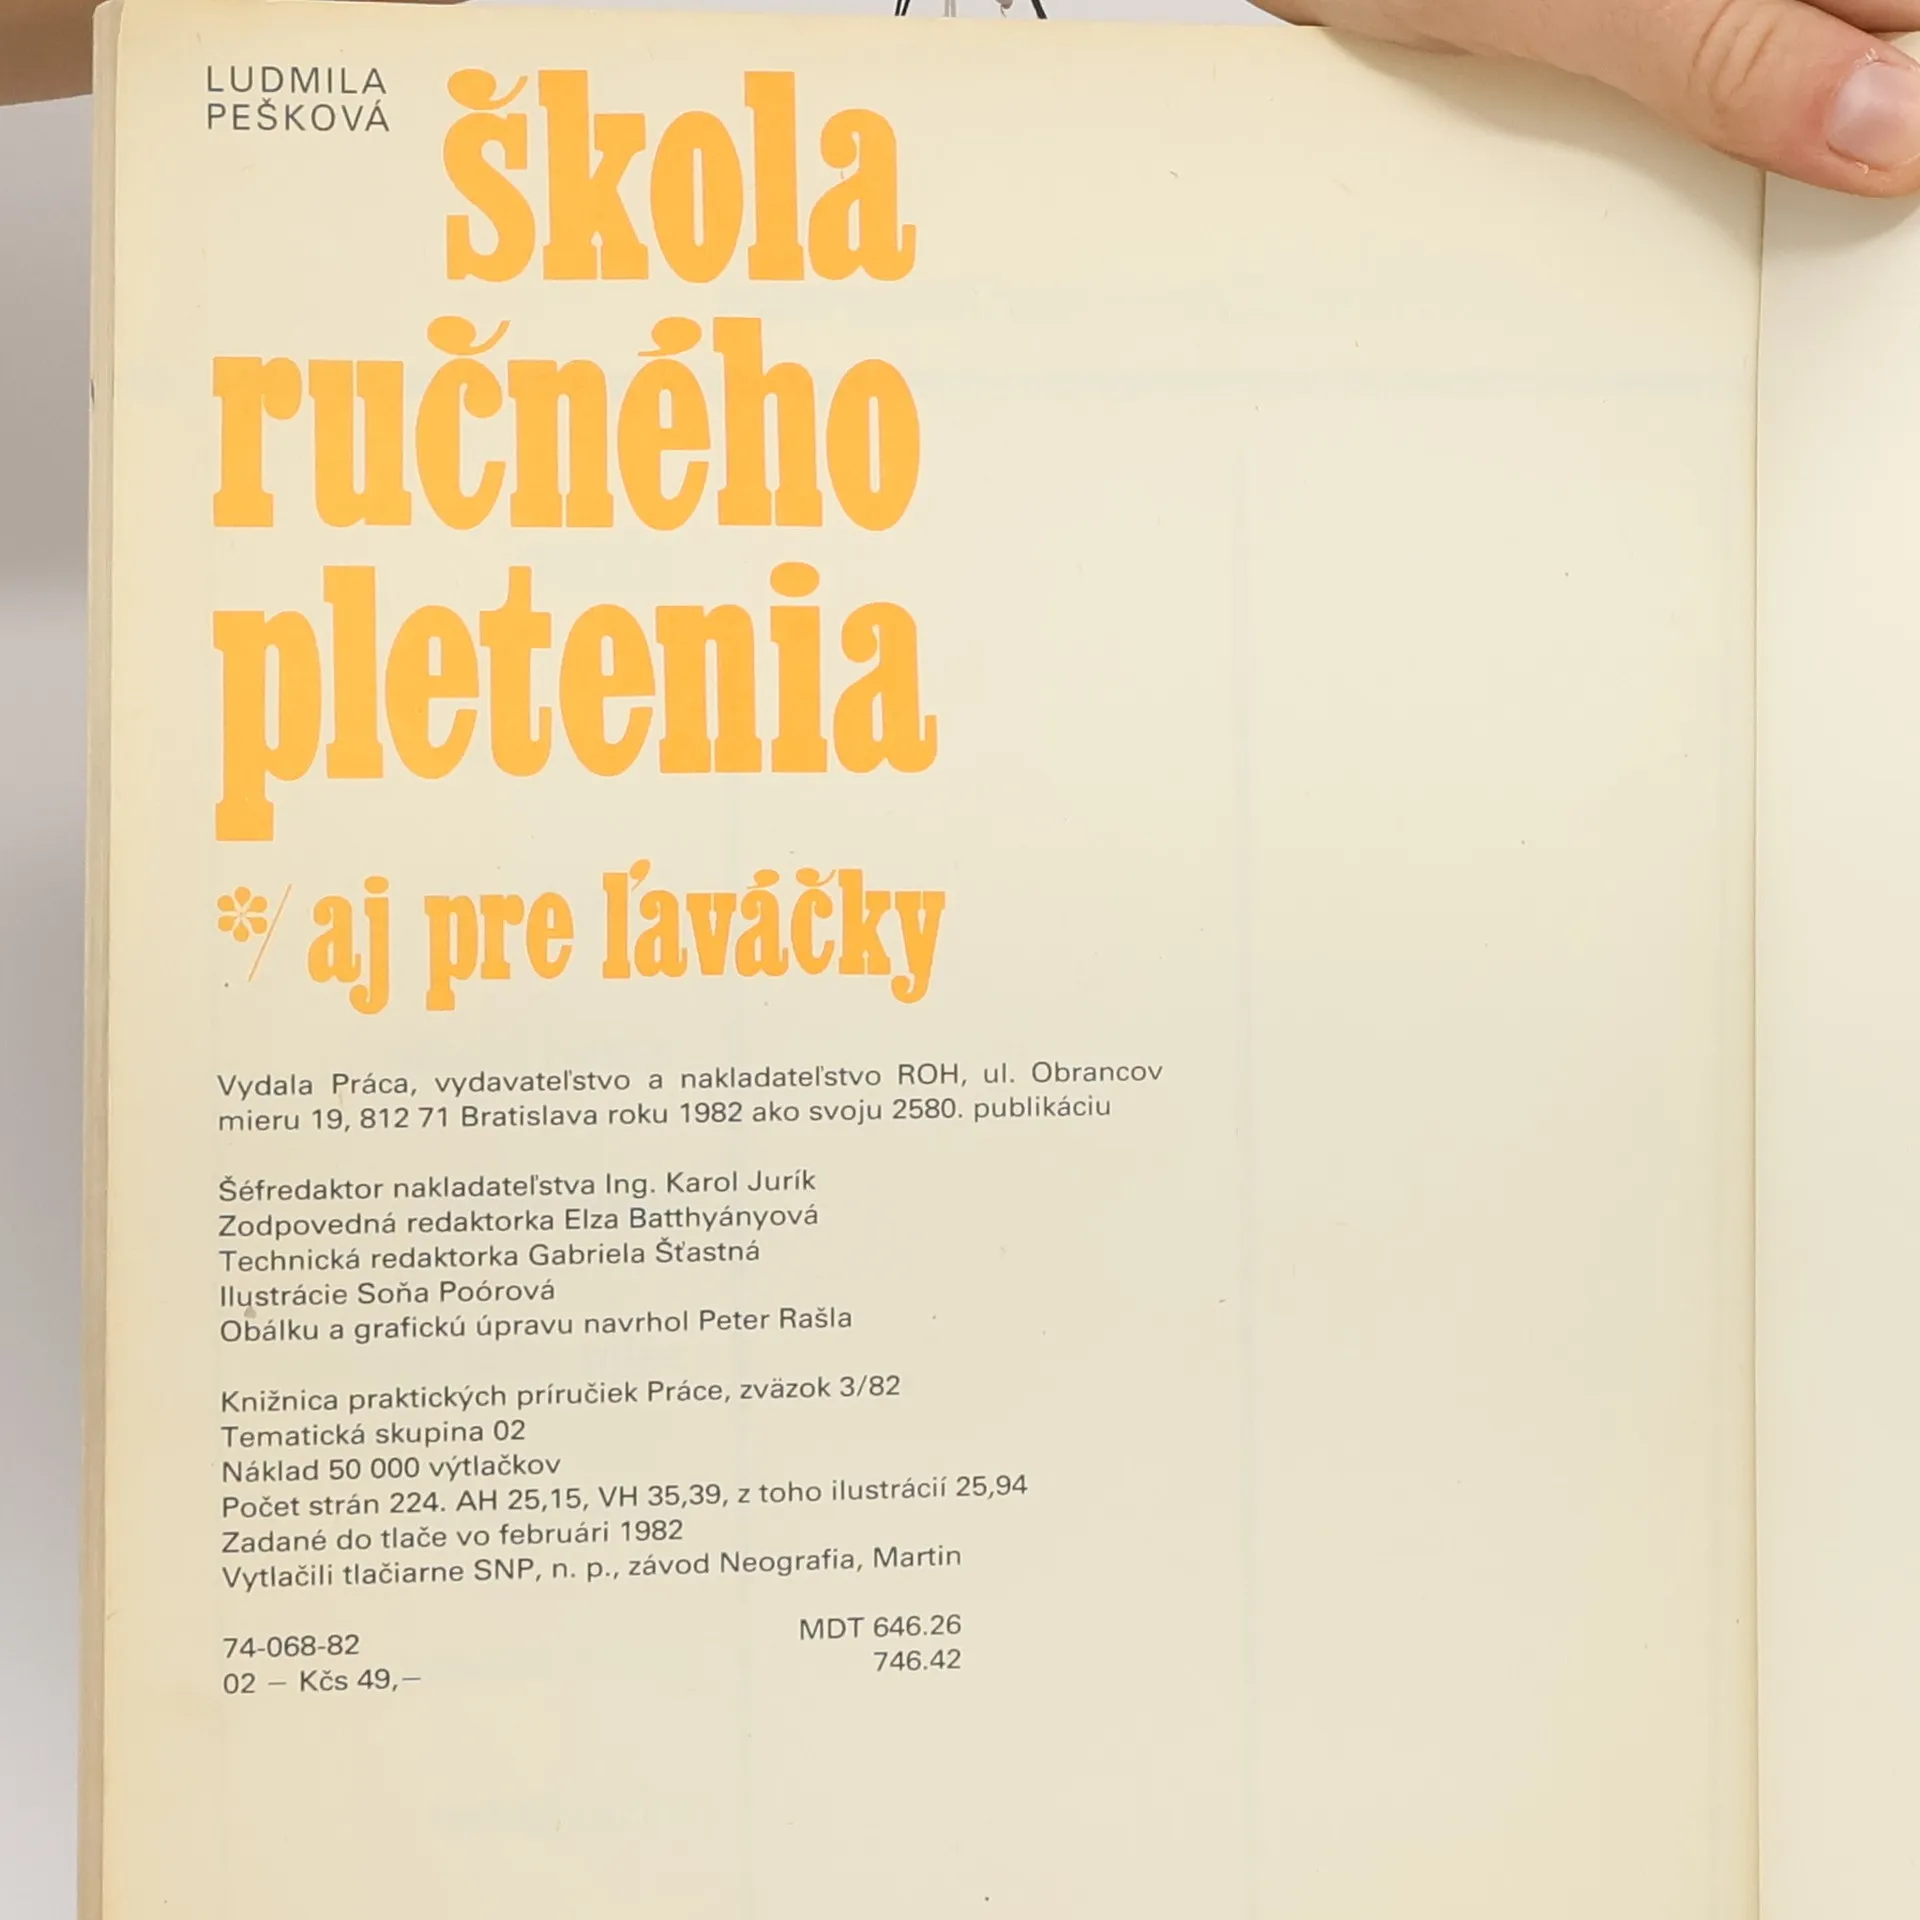 LUDMILA
PEŠKOVÁ
škola
ručného
pletenia
*/ aj pre ľaváčky
Vydala Práca, vydavateľstvo a nakladateľstvo ROH, ul. Obrancov
mieru 19, 812 71 Bratislava roku 1982 ako svoju 2580. publikáciu
Šéfredaktor nakladateľstva Ing. Karol Jurík
Zodpovedná redaktorka Elza Batthyányová
Technická redaktorka Gabriela Šťastná
Ilustrácie Soňa Poórová
Obálku a grafickú úpravu navrhol Peter Rašla
Knižnica praktických príručiek Práce, zväzok 3/82
Tematická skupina 02
Náklad 50 000 výtlačkov
Počet strán 224. AH 25,15, VH 35,39, z toho ilustrácií 25,94
Zadané do tlače vo februári 1982
Vytlačili tlačiarne SNP, n. p., závod Neografia, Martin
74-068-82 MDT 646.26
02 — Kčs 49,— 746.42